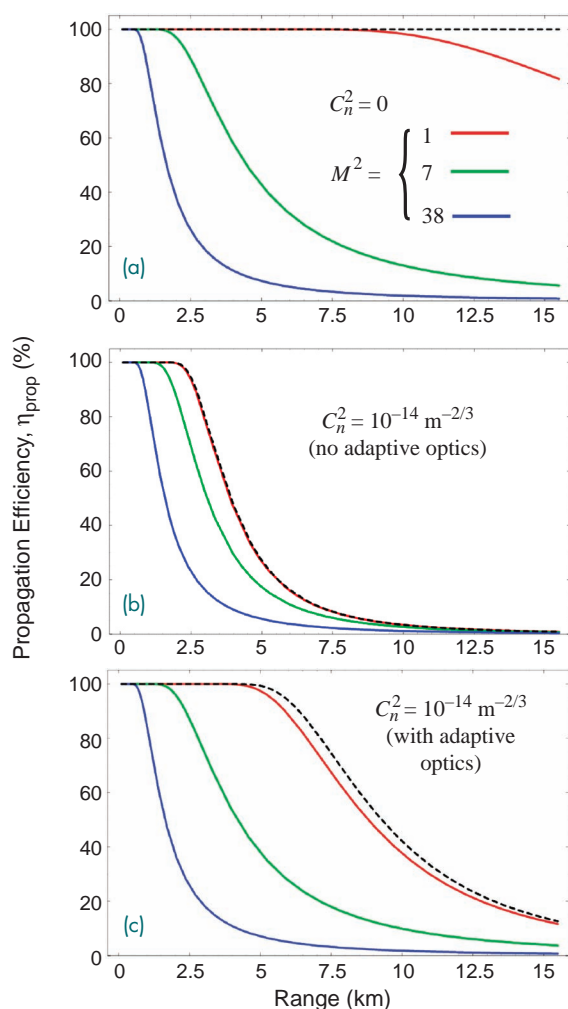 Propagation Efficiency, ηprop (%)
100
80
60
40
20
0
C_n^2 = 0
M^2 =
1
7
38
(a)
0 2.5 5 7.5 10.0 12.5 15
100
80
60
40
20
0
C_n^2 = 10^−14 m^−2/3
(no adaptive optics)
(b)
0 2.5 5 7.5 10.0 12.5 15
100
80
60
40
20
0
C_n^2 = 10^−14 m^−2/3
(with adaptive
optics)
(c)
0 2.5 5 7.5 10.0 12.5 15
Range (km)